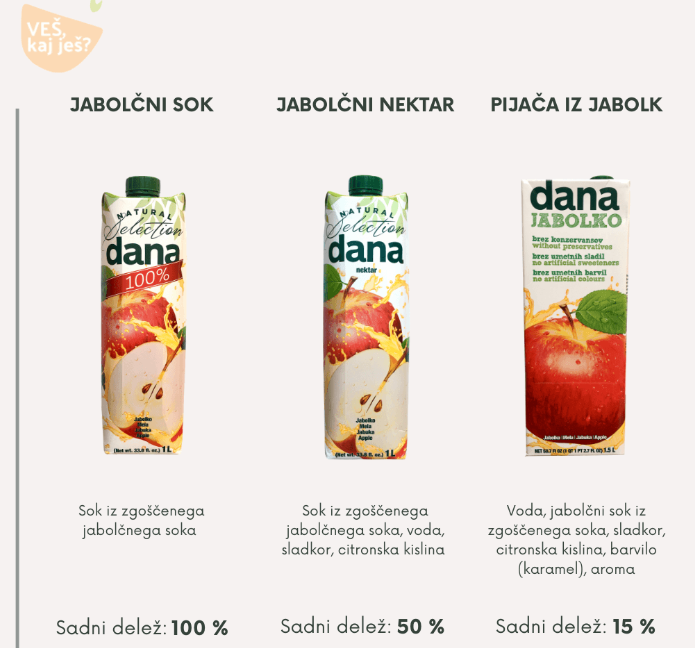 VEŠ,
kaj ješ?
JABOLČNI SOK
JABOLČNI NEKTAR
PIJAČA IZ JABOLK
NATURAL
Selection
dana
100%
Jabolko
Mela
Jabuka
Apple
(Net wt. 33.8 fl. oz.) 1 L
NATURAL
Selection
dana
nektar
Jabolko
Mela
Jabuka
Apple
(Net wt. 33.8 fl. oz.) 1 L
dana
JABOLKO
brez konzervansov
without preservatives
brez umetnih sladil
no artificial sweeteners
brez umetnih barvil
no artificial colours
Jabolko | Mela | Jabuka | Apple
1.5 L
Sok iz zgoščenega
jabolčnega soka
Sok iz zgoščenega
jabolčnega soka, voda,
sladkor, citronska kislina
Voda, jabolčni sok iz
zgoščenega soka, sladkor,
citronska kislina, barvilo
(karamel), aroma
Sadni delež: 100 %
Sadni delež: 50 %
Sadni delež: 15 %